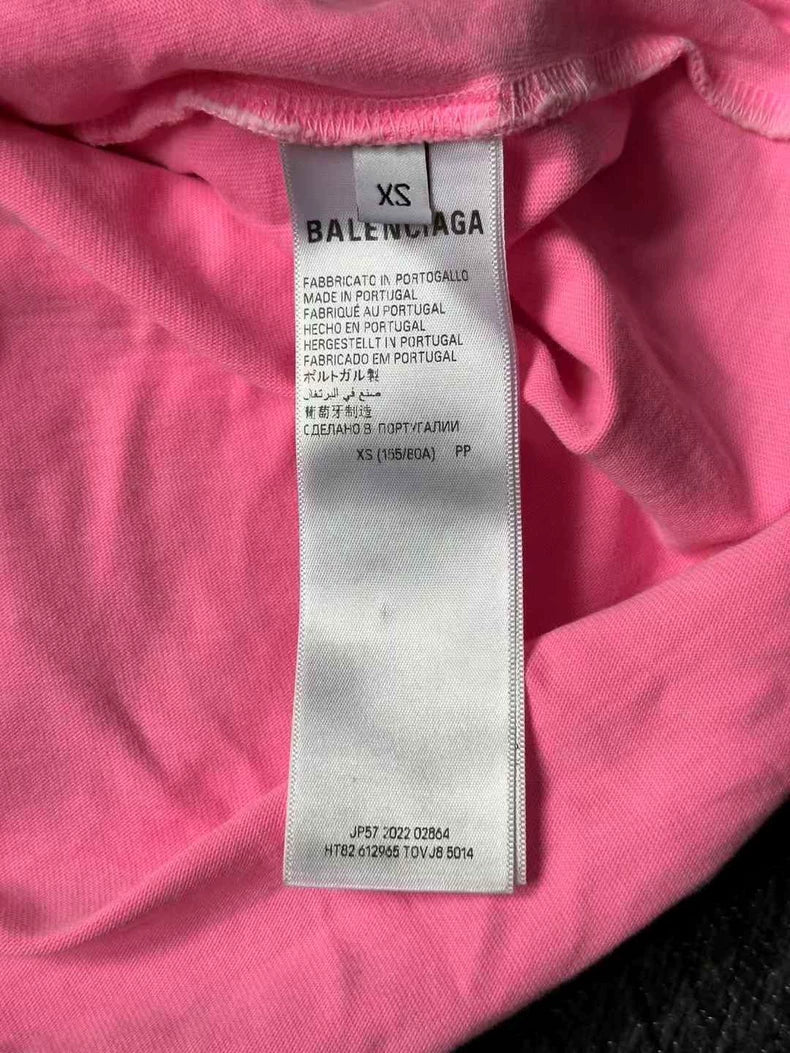 XS
BALENCIAGA
FABBRICATO IN PORTOGALLO
MADE IN PORTUGAL
FABRIQUÉ AU PORTUGAL
HECHO EN PORTUGAL
HERGESTELLT IN PORTUGAL
FABRICADO EM PORTUGAL
ポルトガル製
صنع في البرتغال
葡萄牙制造
СДЕЛАНО В ПОРТУГАЛИИ
XS (155/80A) PP
JP57 2022 02864
HT82 612965 TOVJ8 5014